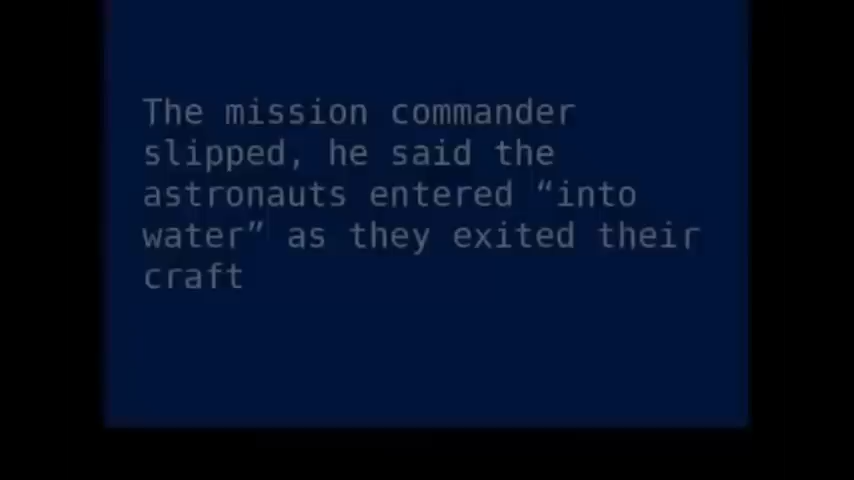 The mission commander
slipped, he said the
astronauts entered “into
water” as they exited their
craft